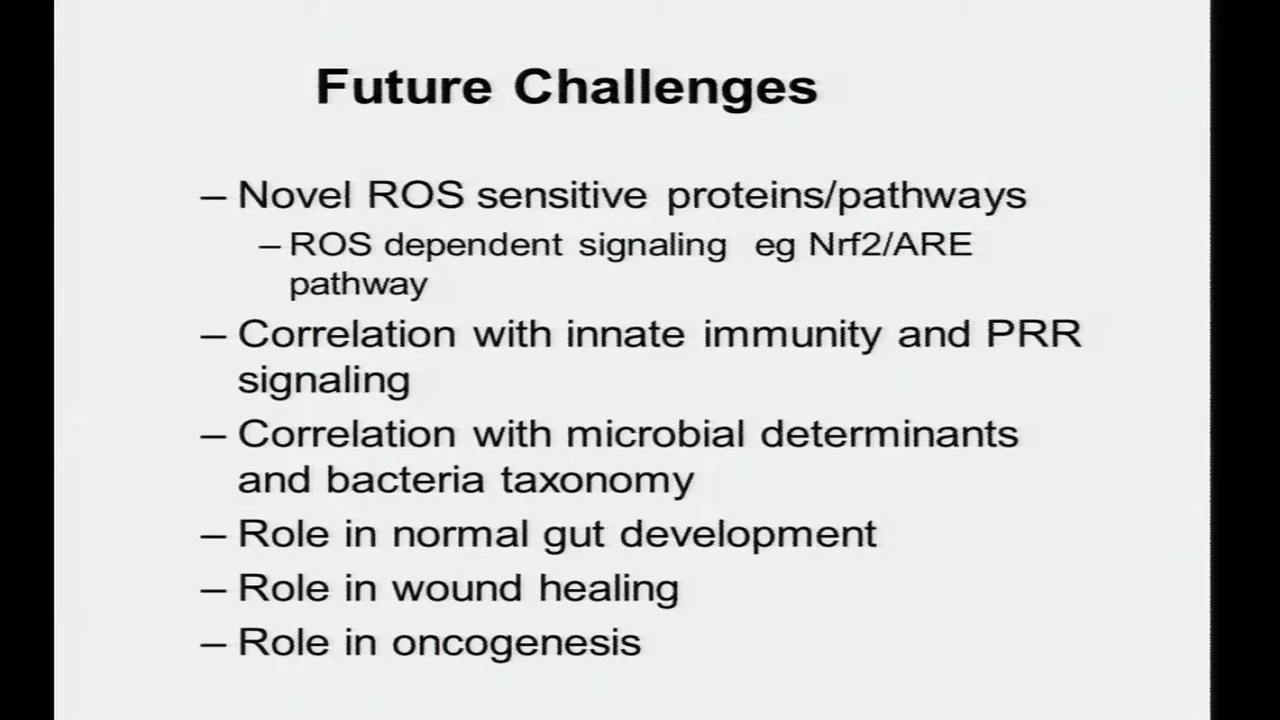 Future Challenges
– Novel ROS sensitive proteins/pathways
– ROS dependent signaling eg Nrf2/ARE
pathway
– Correlation with innate immunity and PRR
signaling
– Correlation with microbial determinants
and bacteria taxonomy
– Role in normal gut development
– Role in wound healing
– Role in oncogenesis